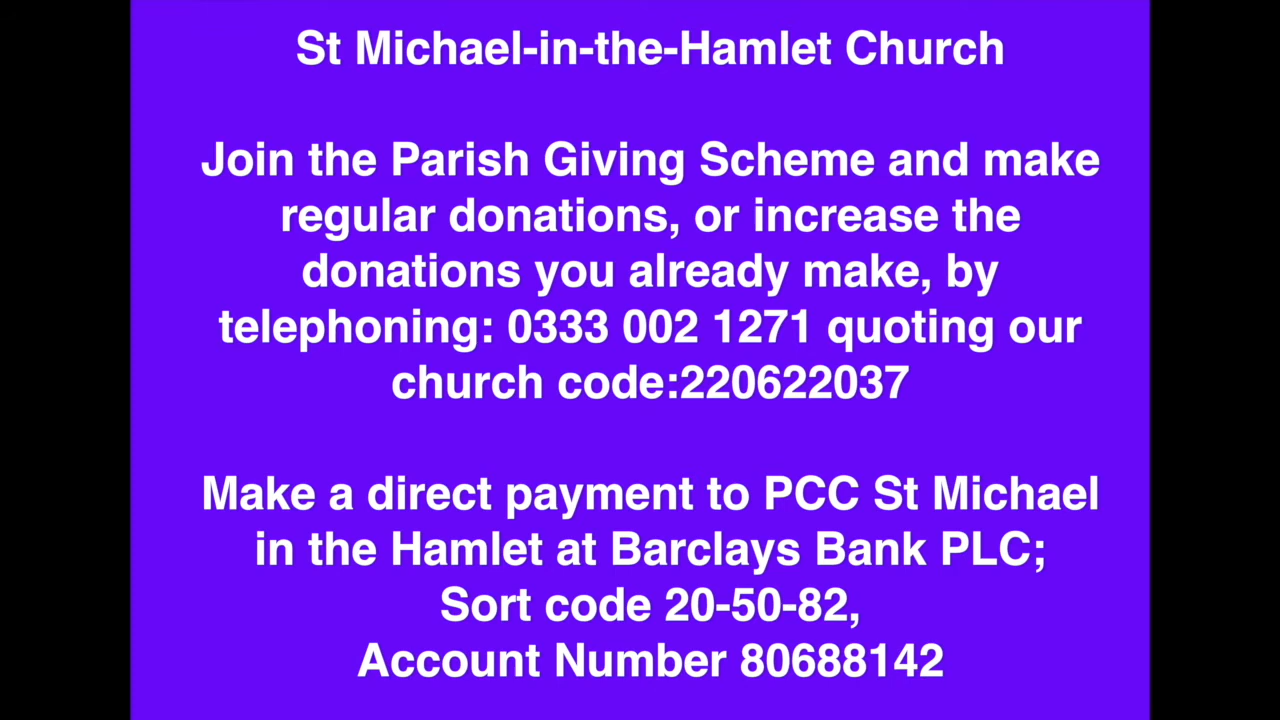 St Michael-in-the-Hamlet Church
Join the Parish Giving Scheme and make
regular donations, or increase the
donations you already make, by
telephoning: 0333 002 1271 quoting our
church code:220622037
Make a direct payment to PCC St Michael
in the Hamlet at Barclays Bank PLC;
Sort code 20-50-82,
Account Number 80688142